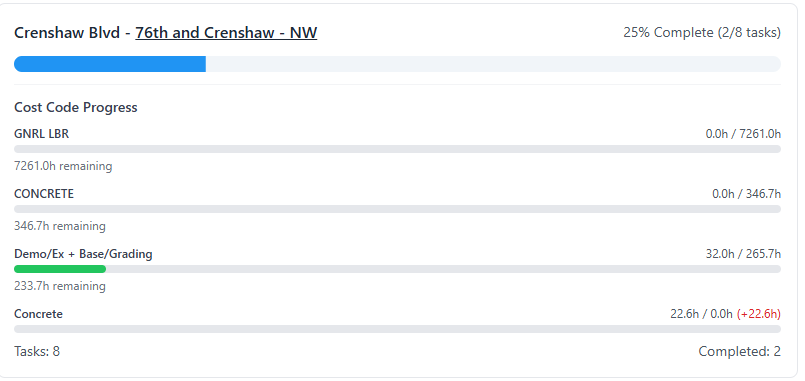 Crenshaw Blvd - 76th and Crenshaw - NW 25% Complete (2/8 tasks)
Cost Code Progress
GNRL LBR 0.0h / 7261.0h
7261.0h remaining
CONCRETE 0.0h / 346.7h
346.7h remaining
Demo/Ex + Base/Grading 32.0h / 265.7h
233.7h remaining
Concrete 22.6h / 0.0h (+22.6h)
Tasks: 8 Completed: 2